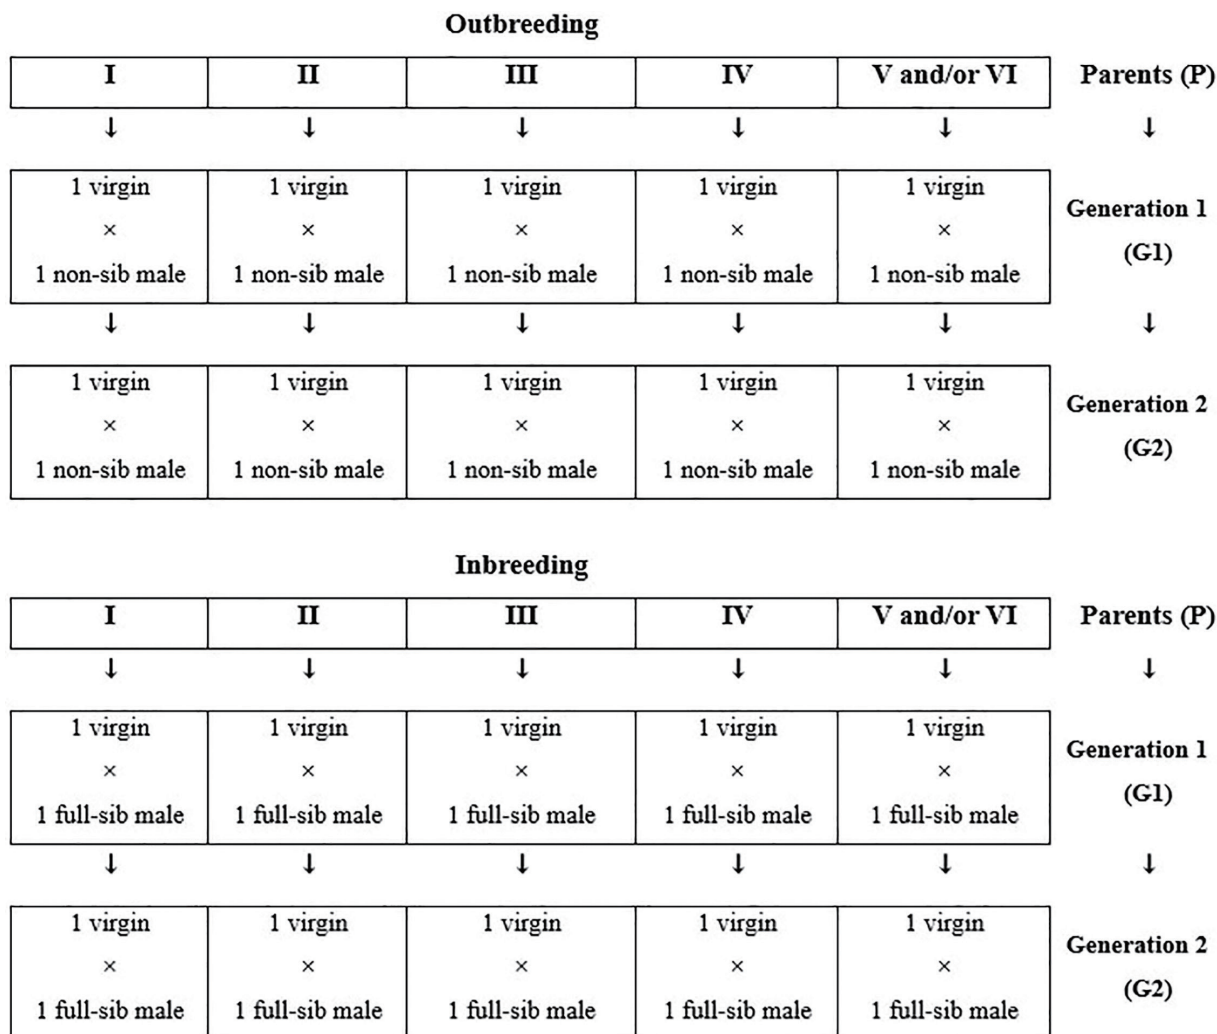 Outbreeding
I II III IV V and/or VI Parents (P)
↓ ↓ ↓ ↓ ↓ ↓
1 virgin 1 virgin 1 virgin 1 virgin 1 virgin
× × × × × Generation 1
1 non-sib male 1 non-sib male 1 non-sib male 1 non-sib male 1 non-sib male (G1)
↓ ↓ ↓ ↓ ↓ ↓
1 virgin 1 virgin 1 virgin 1 virgin 1 virgin
× × × × × Generation 2
1 non-sib male 1 non-sib male 1 non-sib male 1 non-sib male 1 non-sib male (G2)
Inbreeding
I II III IV V and/or VI Parents (P)
↓ ↓ ↓ ↓ ↓ ↓
1 virgin 1 virgin 1 virgin 1 virgin 1 virgin
× × × × × Generation 1
1 full-sib male 1 full-sib male 1 full-sib male 1 full-sib male 1 full-sib male (G1)
↓ ↓ ↓ ↓ ↓ ↓
1 virgin 1 virgin 1 virgin 1 virgin 1 virgin
× × × × × Generation 2
1 full-sib male 1 full-sib male 1 full-sib male 1 full-sib male 1 full-sib male (G2)